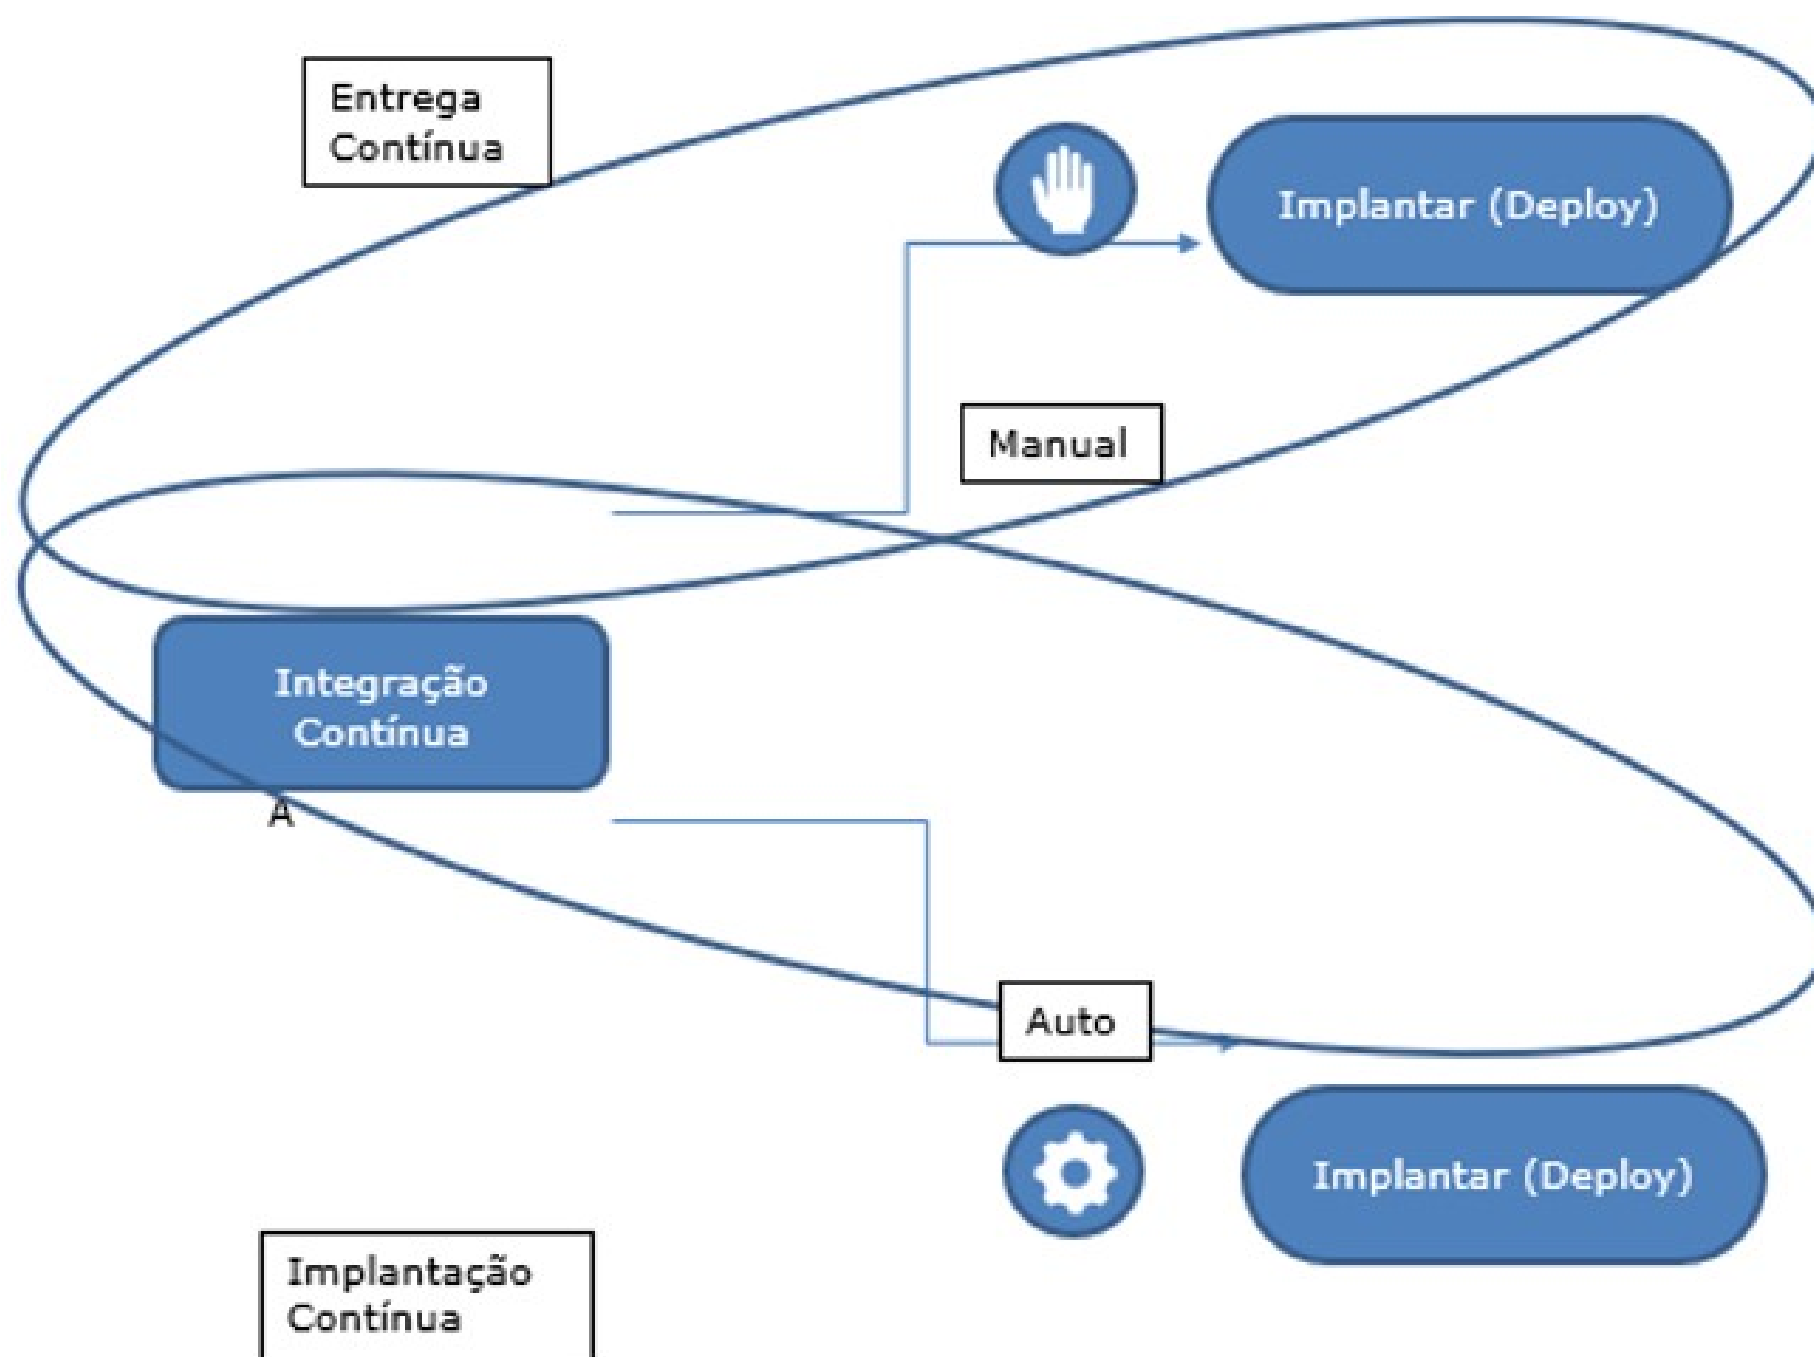 Entrega
Contínua
Implantar (Deploy)
Manual
Integração
Contínua
A
Auto
Implantar (Deploy)
Implantação
Contínua